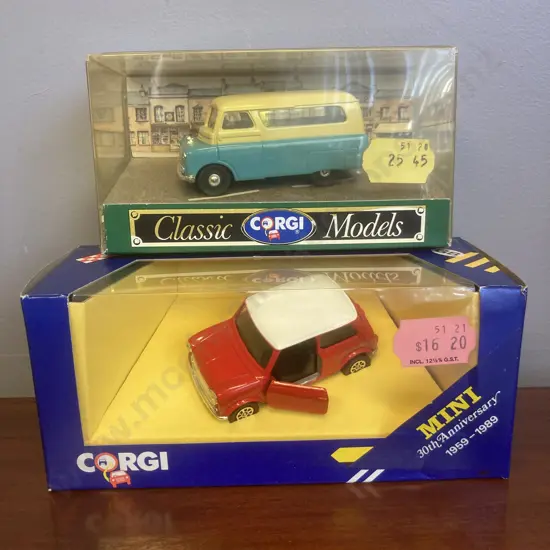 51 20
25 45
Classic CORGI Models
51 21
$16 20
INCL. 12½% G.S.T.
MINI
30th Anniversary
1959-1989
CORGI